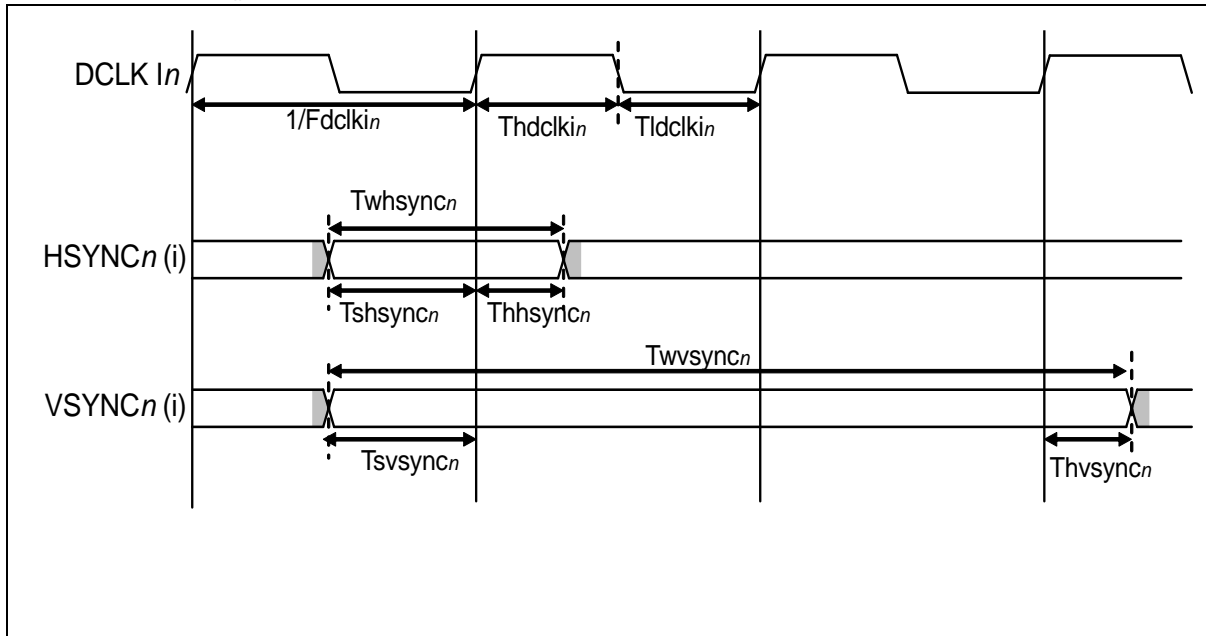 DCLK In
1/Fdclkin
Thdclkin
Tldclkin
Twhsyncn
HSYNCn (i)
Tshsyncn
Thhsyncn
Twvsyncn
VSYNCn (i)
Tsvsyncn
Thvsyncn